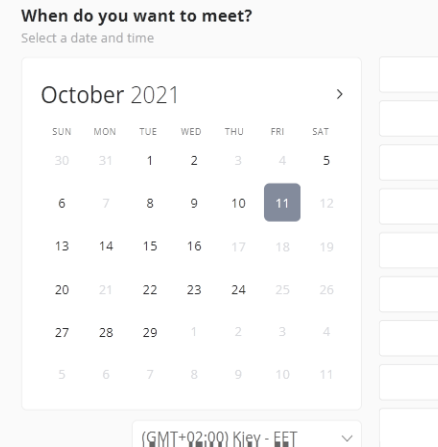 When do you want to meet?
Select a date and time
October 2021
SUN MON TUE WED THU FRI SAT
30 31 1 2 3 4 5
6 7 8 9 10 11 12
13 14 15 16 17 18 19
20 21 22 23 24 25 26
27 28 29 1 2 3 4
5 6 7 8 9 10 11
(GMT+02:00) Kiev - EET